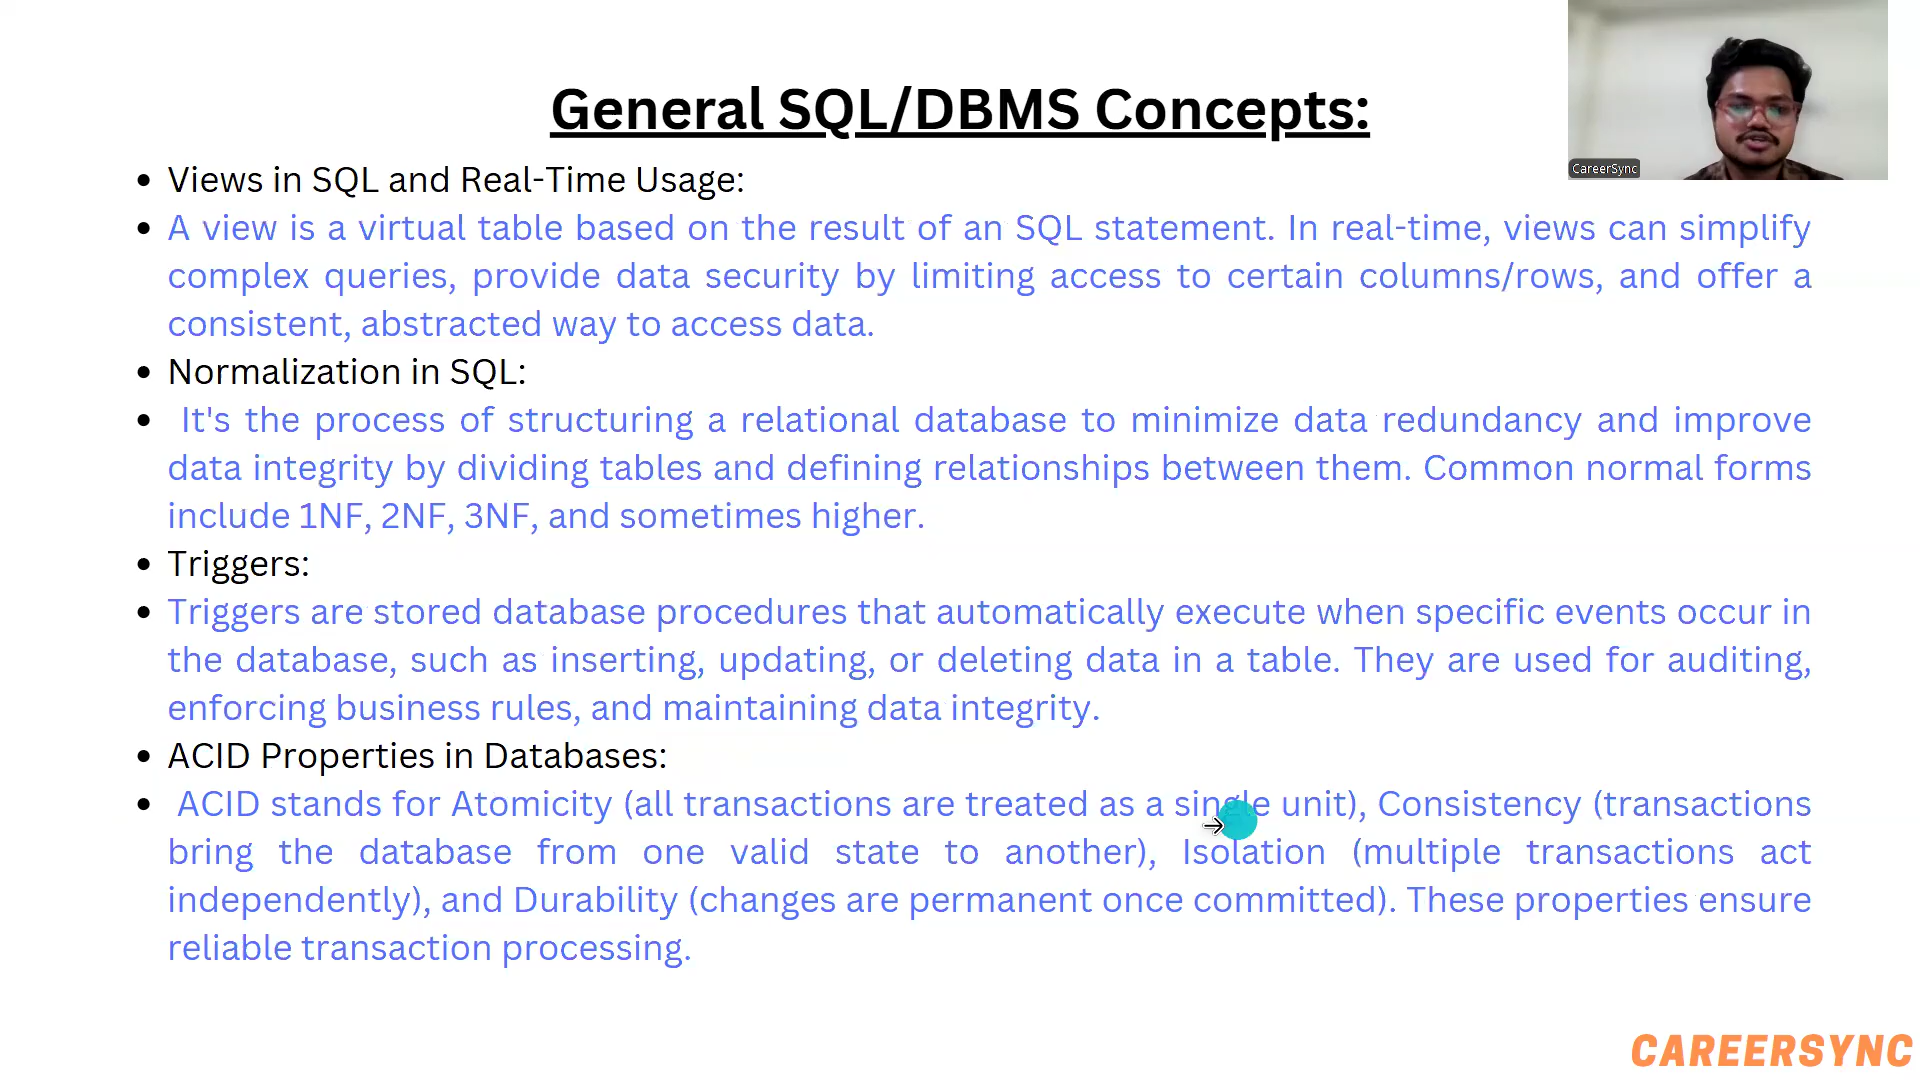 General SQL/DBMS Concepts:
CareerSync
• Views in SQL and Real-Time Usage:
• A view is a virtual table based on the result of an SQL statement. In real-time, views can simplify
complex queries, provide data security by limiting access to certain columns/rows, and offer a
consistent, abstracted way to access data.
• Normalization in SQL:
• It's the process of structuring a relational database to minimize data redundancy and improve
data integrity by dividing tables and defining relationships between them. Common normal forms
include 1NF, 2NF, 3NF, and sometimes higher.
• Triggers:
• Triggers are stored database procedures that automatically execute when specific events occur in
the database, such as inserting, updating, or deleting data in a table. They are used for auditing,
enforcing business rules, and maintaining data integrity.
• ACID Properties in Databases:
• ACID stands for Atomicity (all transactions are treated as a single unit), Consistency (transactions
bring the database from one valid state to another), Isolation (multiple transactions act
independently), and Durability (changes are permanent once committed). These properties ensure
reliable transaction processing.
CAREERSYNC